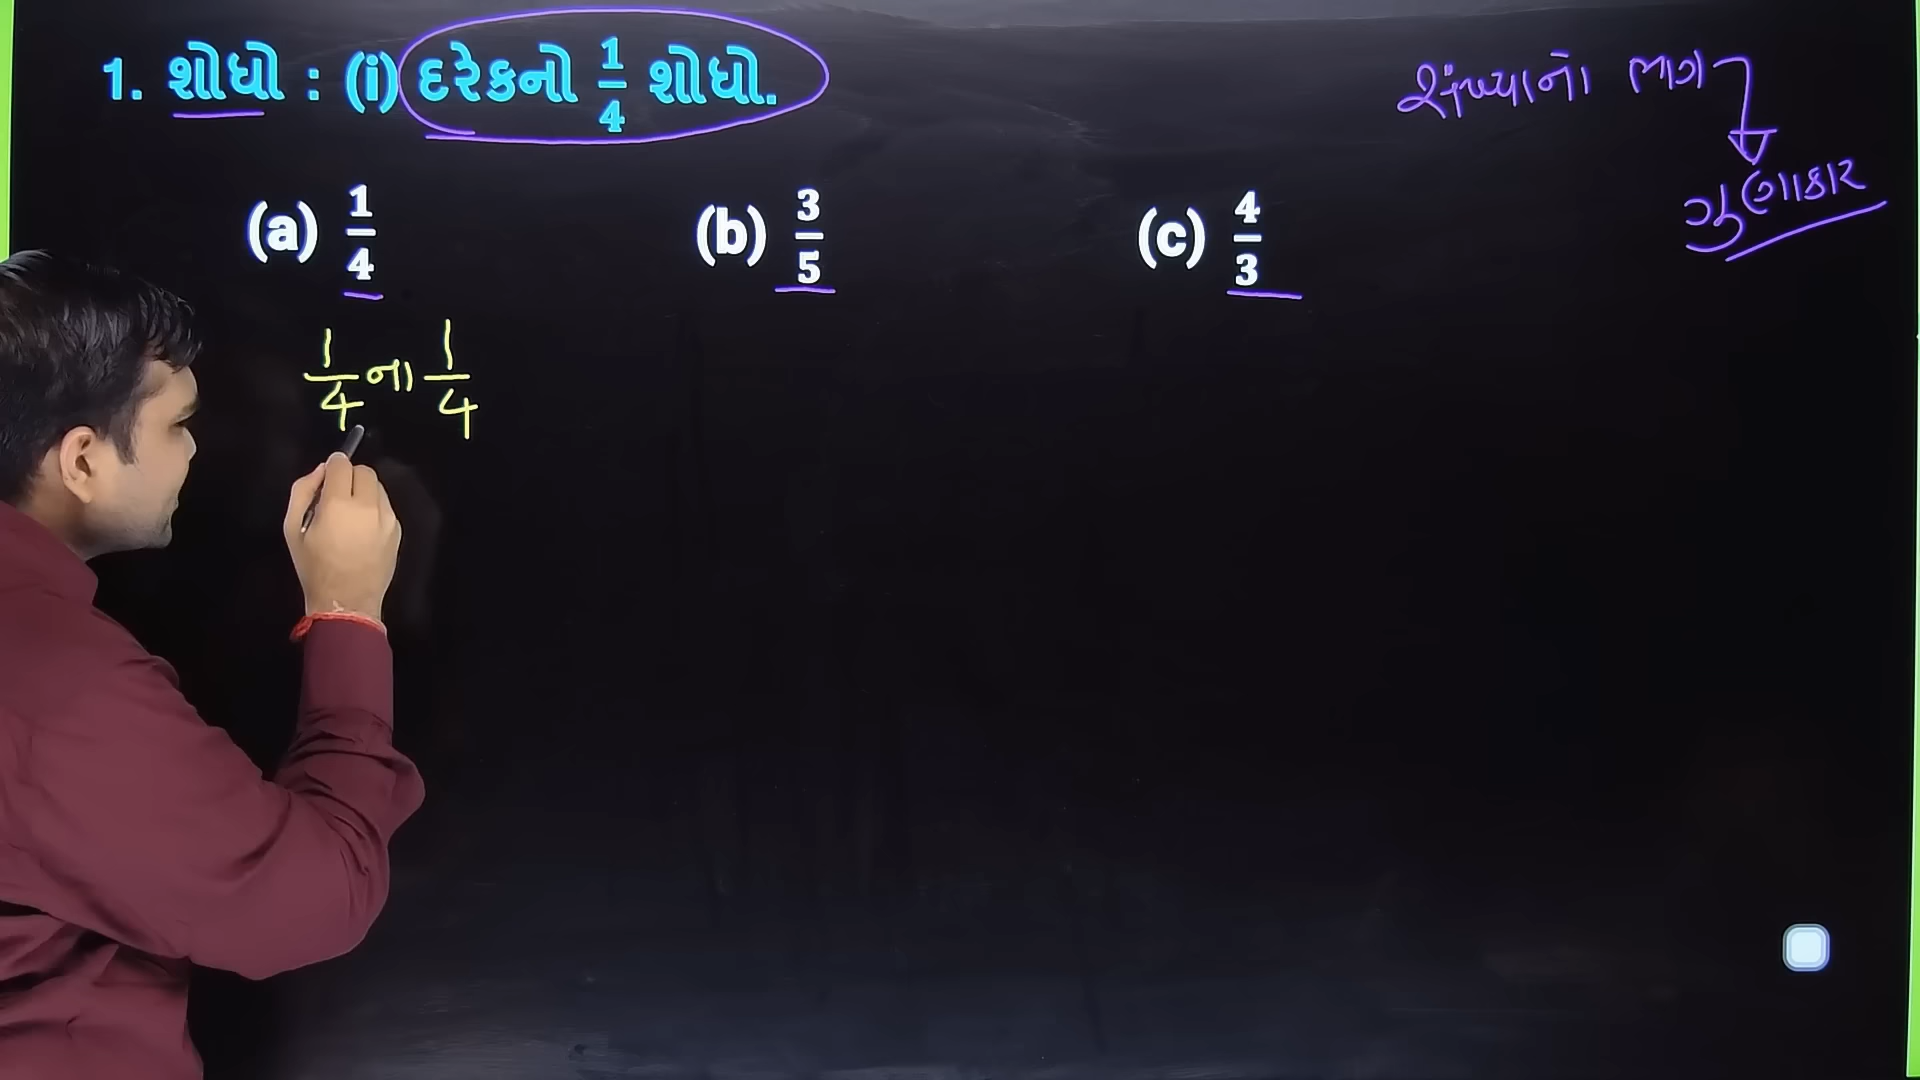 1. શોધો : (i) દરેકનો 1/4 શોધો.
સંખ્યાનો ભાગ
ગુણાકાર
(a) 1/4 (b) 3/5 (c) 4/3
1/4 ના 1/4